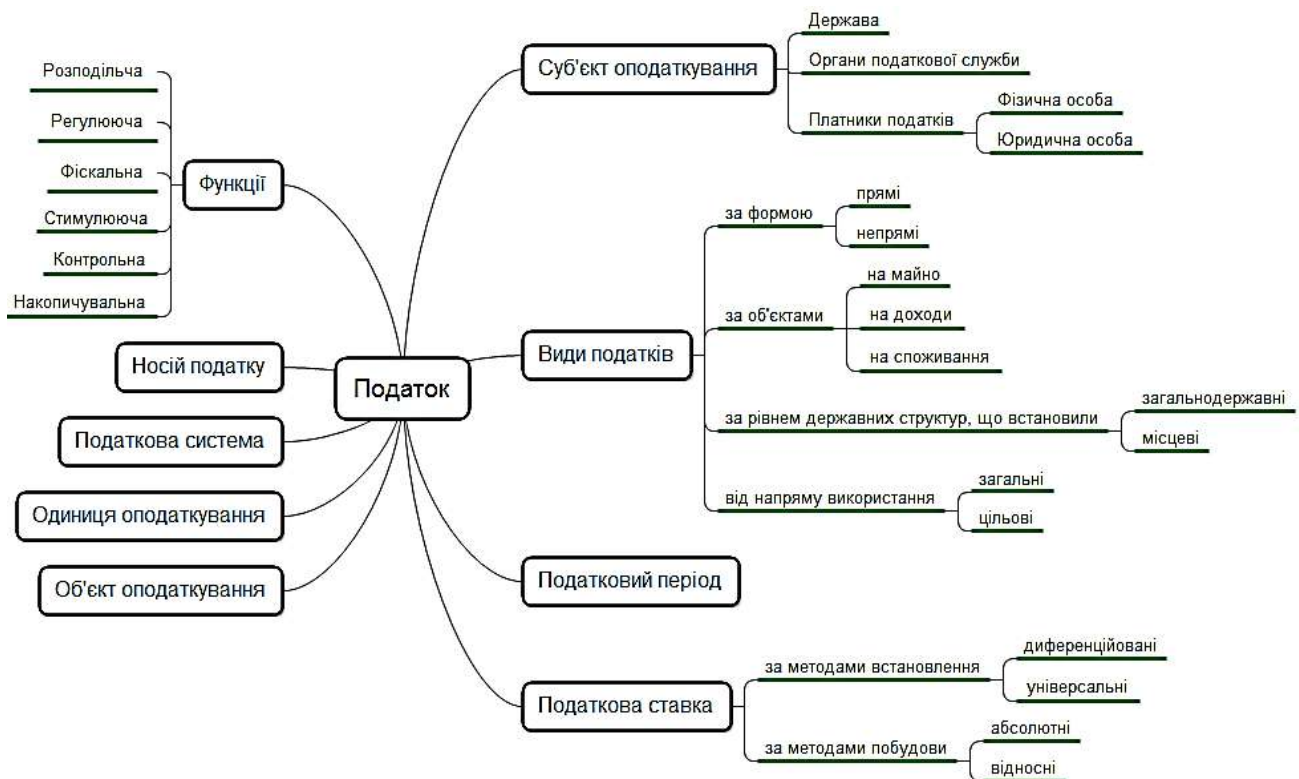 Податок
Функції
Розподільча
Регулююча
Фіскальна
Стимулююча
Контрольна
Накопичувальна
Носій податку
Податкова система
Одиниця оподаткування
Об'єкт оподаткування
Суб'єкт оподаткування
Держава
Органи податкової служби
Платники податків
Фізична особа
Юридична особа
Види податків
за формою
прямі
непрямі
за об'єктами
на майно
на доходи
на споживання
за рівнем державних структур, що встановили
загальнодержавні
місцеві
від напряму використання
загальні
цільові
Податковий період
Податкова ставка
за методами встановлення
диференційовані
універсальні
за методами побудови
абсолютні
відносні